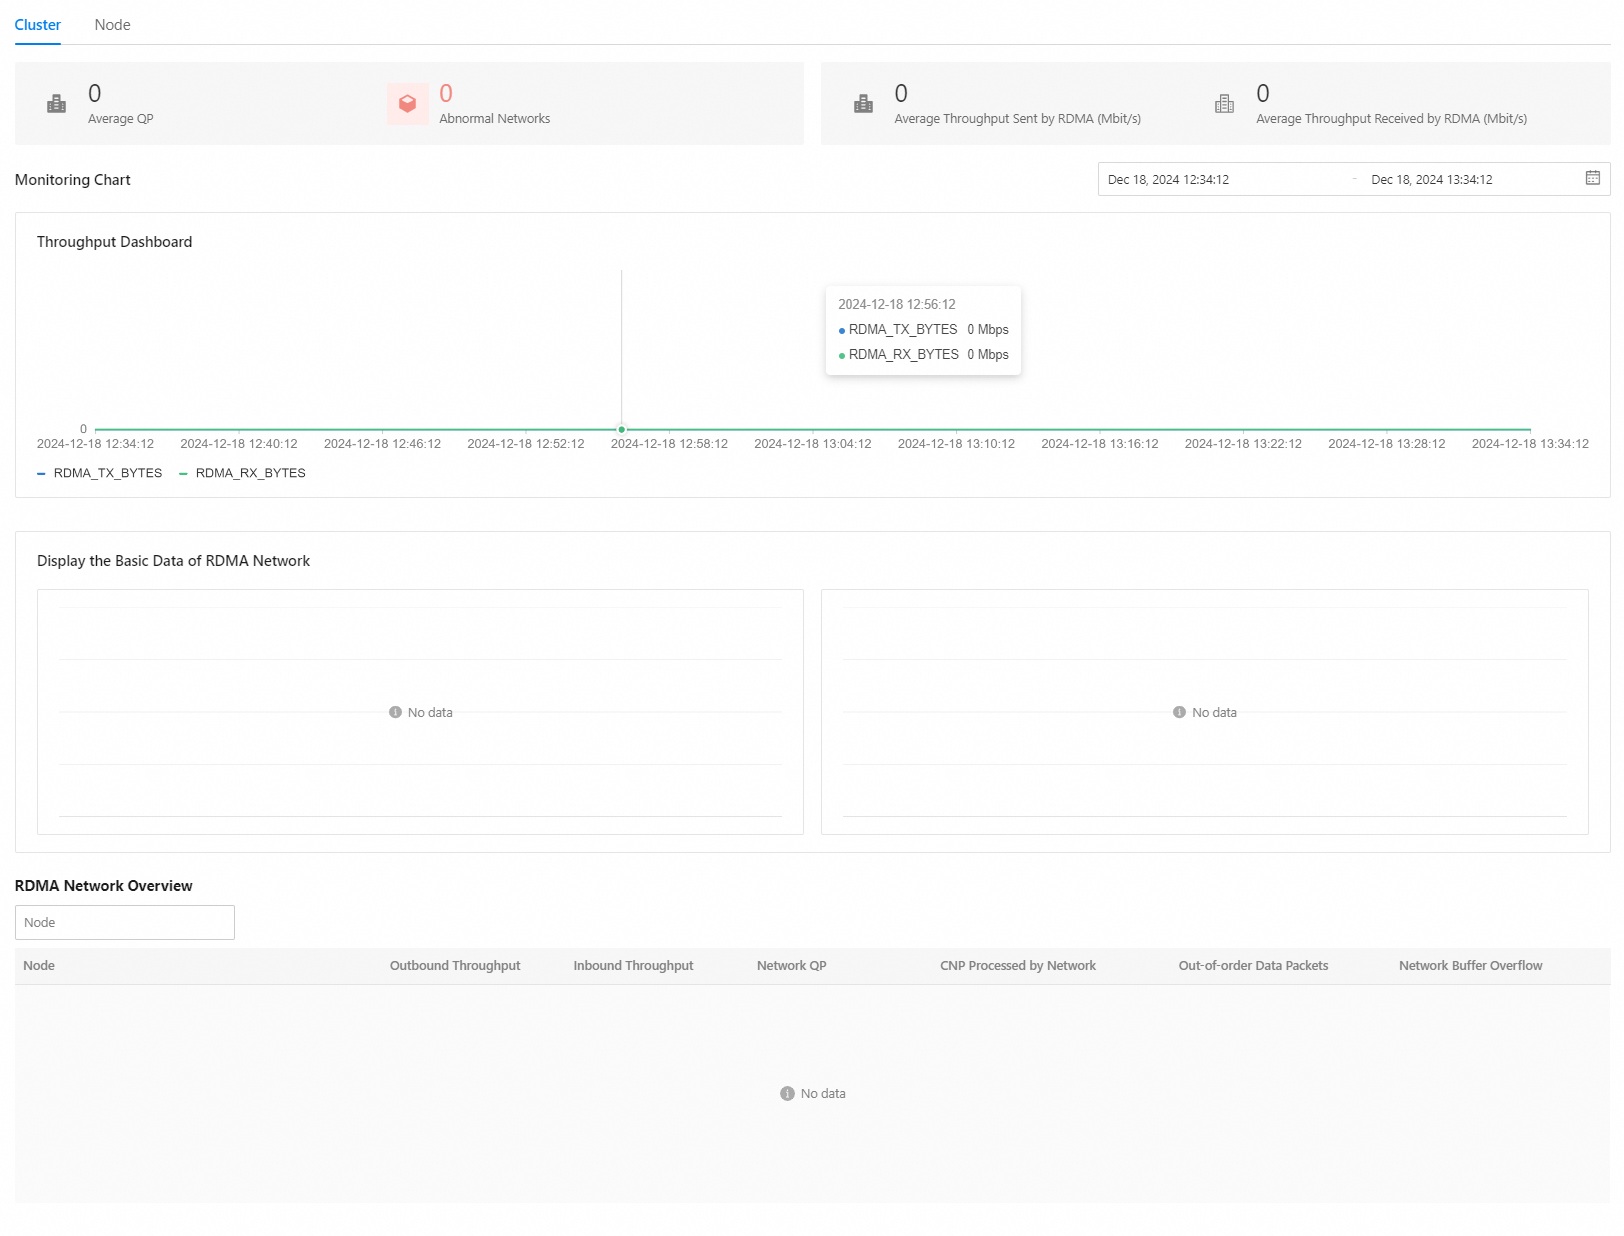 Cluster Node
0 0 0 0
Average QP Abnormal Networks Average Throughput Sent by RDMA (Mbit/s) Average Throughput Received by RDMA (Mbit/s)
Monitoring Chart Dec 18, 2024 12:34:12 - Dec 18, 2024 13:34:12
Throughput Dashboard
2024-12-18 12:56:12
RDMA_TX_BYTES 0 Mbps
RDMA_RX_BYTES 0 Mbps
0
2024-12-18 12:34:12 2024-12-18 12:40:12 2024-12-18 12:46:12 2024-12-18 12:52:12 2024-12-18 12:58:12 2024-12-18 13:04:12 2024-12-18 13:10:12 2024-12-18 13:16:12 2024-12-18 13:22:12 2024-12-18 13:28:12 2024-12-18 13:34:12
RDMA_TX_BYTES RDMA_RX_BYTES
Display the Basic Data of RDMA Network
No data No data
RDMA Network Overview
Node
Node Outbound Throughput Inbound Throughput Network QP CNP Processed by Network Out-of-order Data Packets Network Buffer Overflow
No data